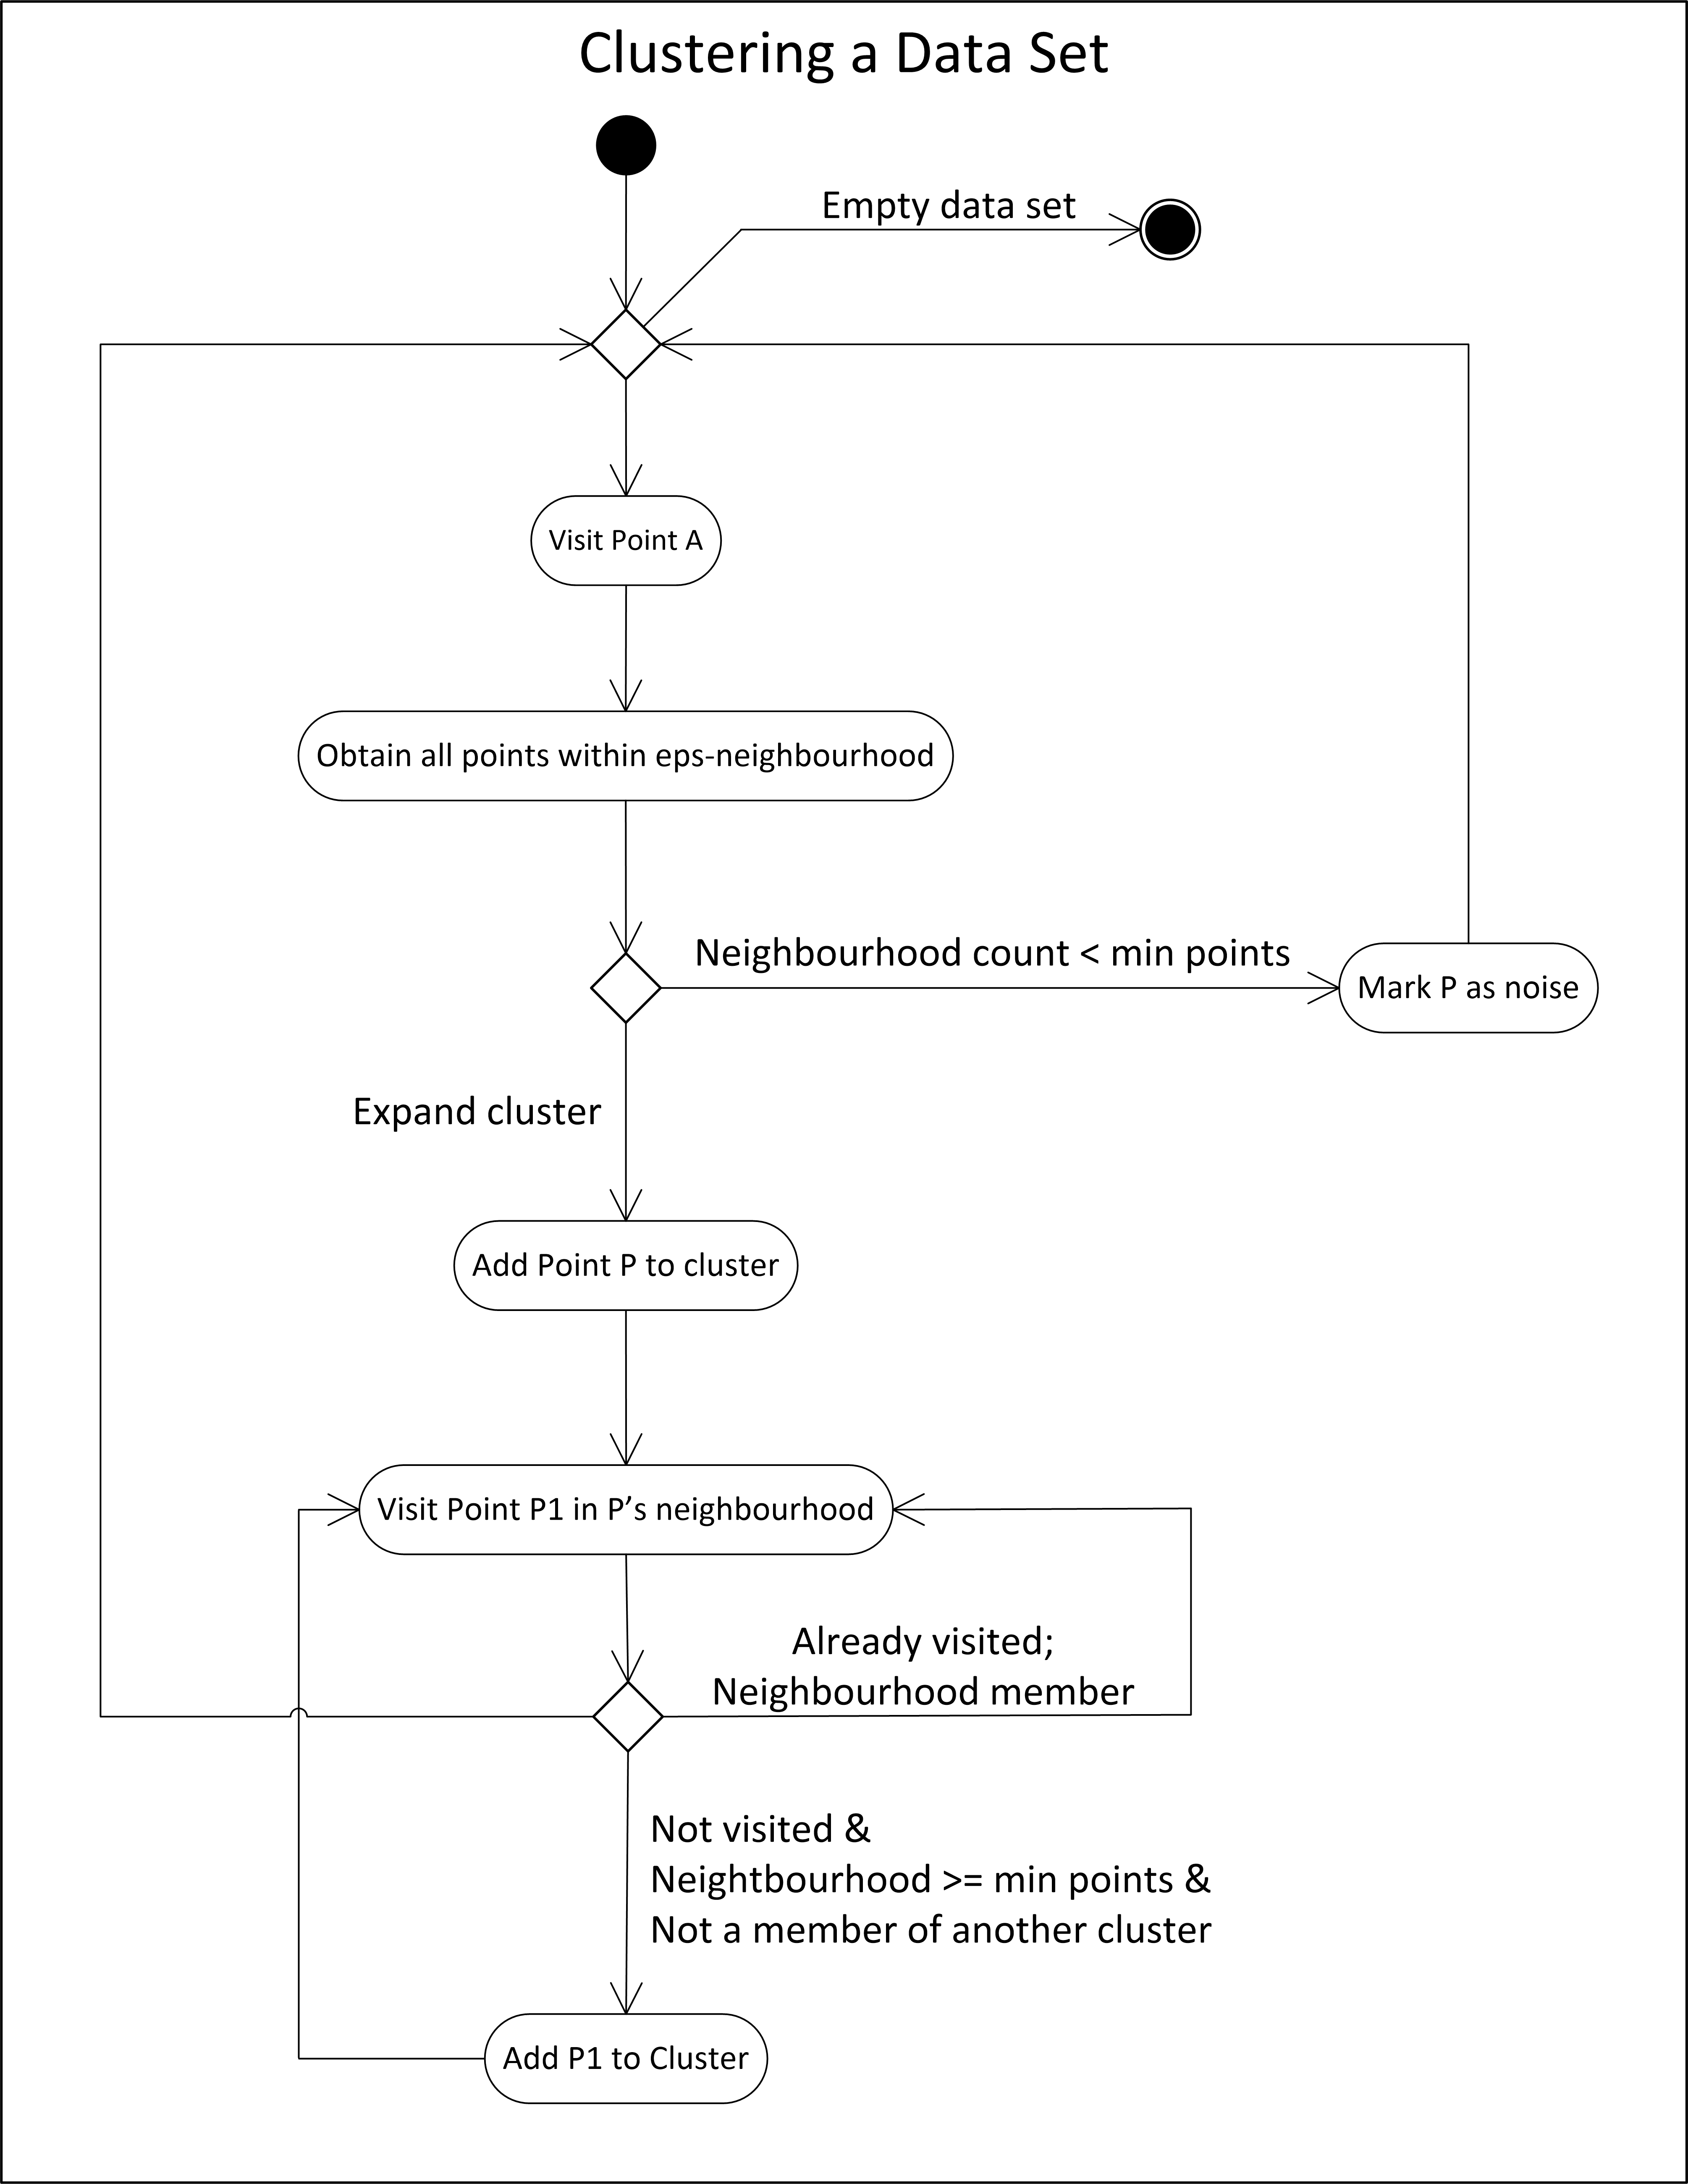 Clustering a Data Set
Empty data set
Visit Point A
Obtain all points within eps-neighbourhood
Neighbourhood count < min points
Mark P as noise
Expand cluster
Add Point P to cluster
Visit Point P1 in P’s neighbourhood
Already visited;
Neighbourhood member
Not visited &
Neightbourhood >= min points &
Not a member of another cluster
Add P1 to Cluster